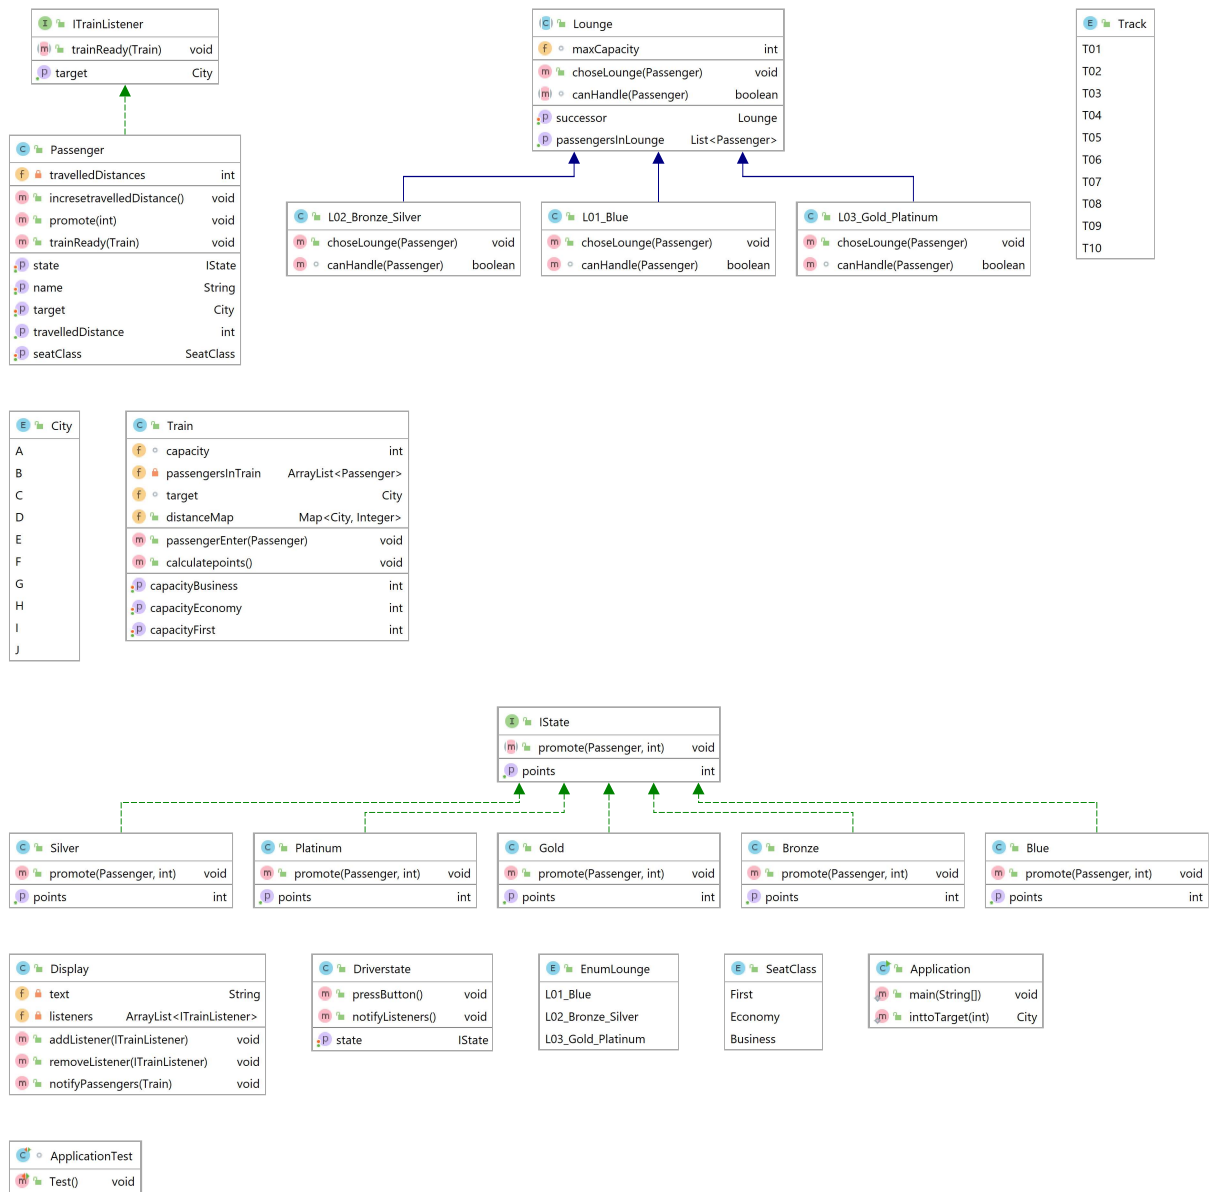 ITrainListener
trainReady(Train) void
target City
Lounge
maxCapacity int
choseLounge(Passenger) void
canHandle(Passenger) boolean
successor Lounge
passengersInLounge List<Passenger>
Track
T01
T02
T03
T04
T05
T06
T07
T08
T09
T10
Passenger
travelledDistances int
incresetravelledDistance() void
promote(int) void
trainReady(Train) void
state IState
name String
target City
travelledDistance int
seatClass SeatClass
L02_Bronze_Silver
choseLounge(Passenger) void
canHandle(Passenger) boolean
L01_Blue
choseLounge(Passenger) void
canHandle(Passenger) boolean
L03_Gold_Platinum
choseLounge(Passenger) void
canHandle(Passenger) boolean
City
A
B
C
D
E
F
G
H
I
J
Train
capacity int
passengersInTrain ArrayList<Passenger>
target City
distanceMap Map<City, Integer>
passengerEnter(Passenger) void
calculatepoints() void
capacityBusiness int
capacityEconomy int
capacityFirst int
IState
promote(Passenger, int) void
points int
Silver
promote(Passenger, int) void
points int
Platinum
promote(Passenger, int) void
points int
Gold
promote(Passenger, int) void
points int
Bronze
promote(Passenger, int) void
points int
Blue
promote(Passenger, int) void
points int
Display
text String
listeners ArrayList<ITrainListener>
addListener(ITrainListener) void
removeListener(ITrainListener) void
notifyPassengers(Train) void
Driverstate
pressButton() void
notifyListeners() void
state IState
EnumLounge
L01_Blue
L02_Bronze_Silver
L03_Gold_Platinum
SeatClass
First
Economy
Business
Application
main(String[]) void
inttoTarget(int) City
ApplicationTest
Test() void